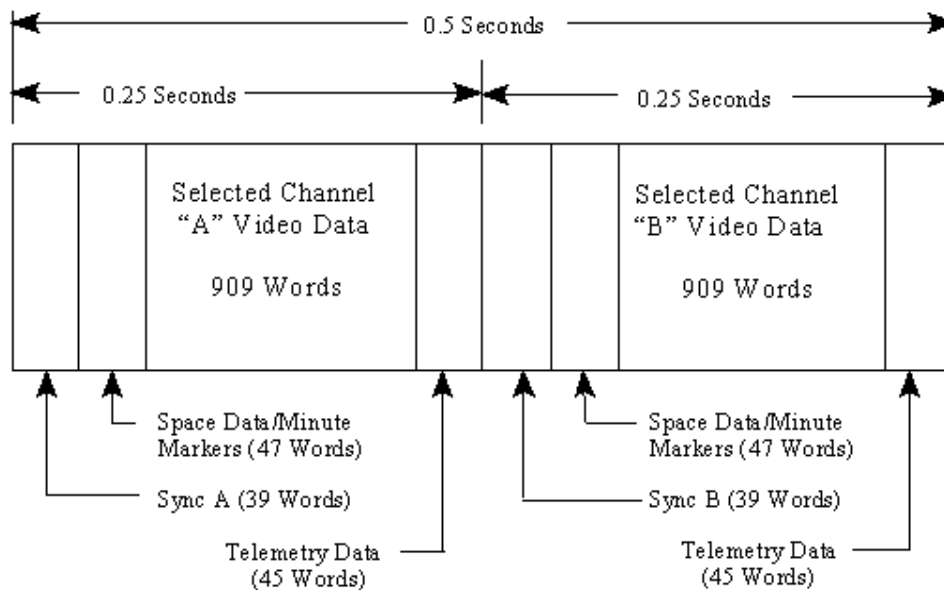 0.5 Seconds
0.25 Seconds
0.25 Seconds
Selected Channel
“A” Video Data
909 Words
Selected Channel
“B” Video Data
909 Words
Space Data/Minute
Markers (47 Words)
Sync A (39 Words)
Telemetry Data
(45 Words)
Space Data/Minute
Markers (47 Words)
Sync B (39 Words)
Telemetry Data
(45 Words)